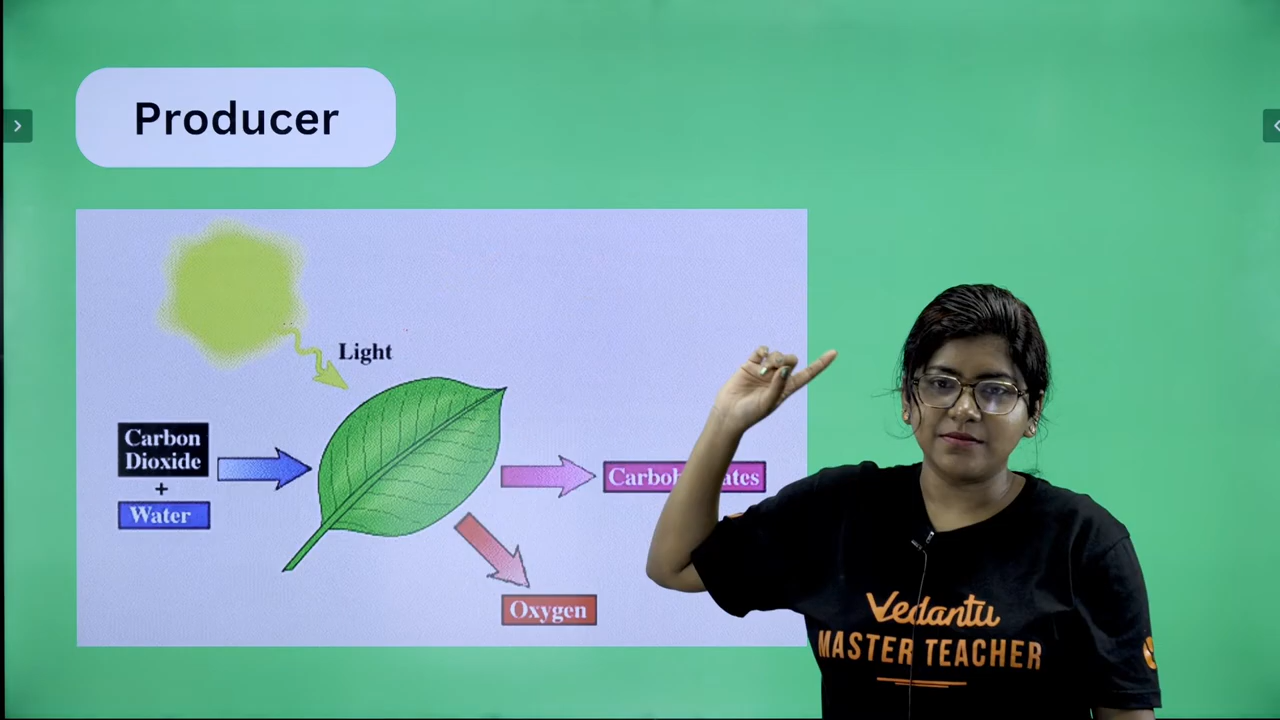 Producer
Light
Carbon
Dioxide
+
Water
Oxygen
Vedantu
MASTER TEACHER